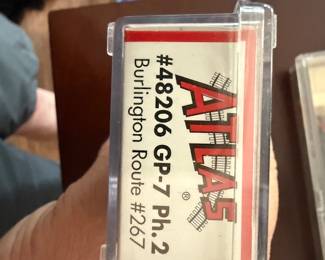 ATLAS®
#48206 GP-7 Ph.2
Burlington Route #267